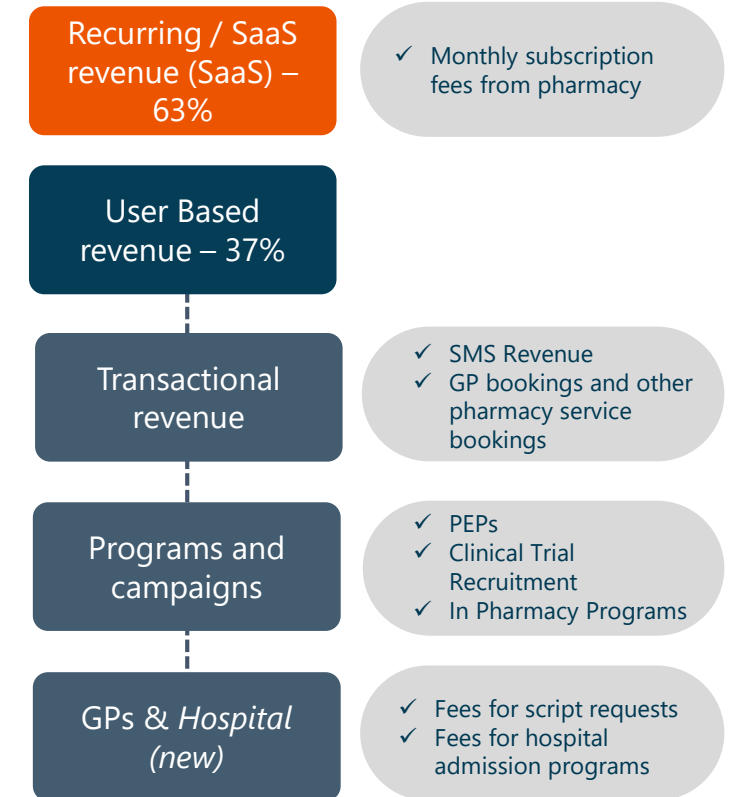 Recurring / SaaS
revenue (SaaS) –
63%
✓ Monthly subscription
fees from pharmacy
User Based
revenue – 37%
Transactional
revenue
✓ SMS Revenue
✓ GP bookings and other
pharmacy service
bookings
Programs and
campaigns
✓ PEPs
✓ Clinical Trial
Recruitment
✓ In Pharmacy Programs
GPs & Hospital
(new)
✓ Fees for script requests
✓ Fees for hospital
admission programs